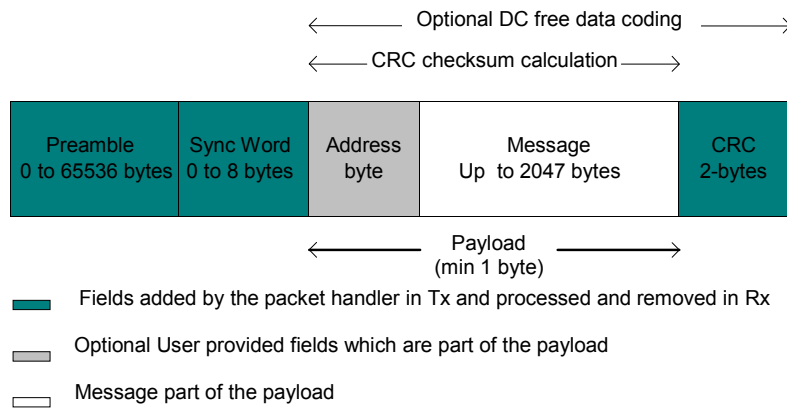 Optional DC free data coding
CRC checksum calculation
Preamble
0 to 65536 bytes
Sync Word
0 to 8 bytes
Address
byte
Message
Up to 2047 bytes
CRC
2-bytes
Payload
(min 1 byte)
Fields added by the packet handler in Tx and processed and removed in Rx
Optional User provided fields which are part of the payload
Message part of the payload